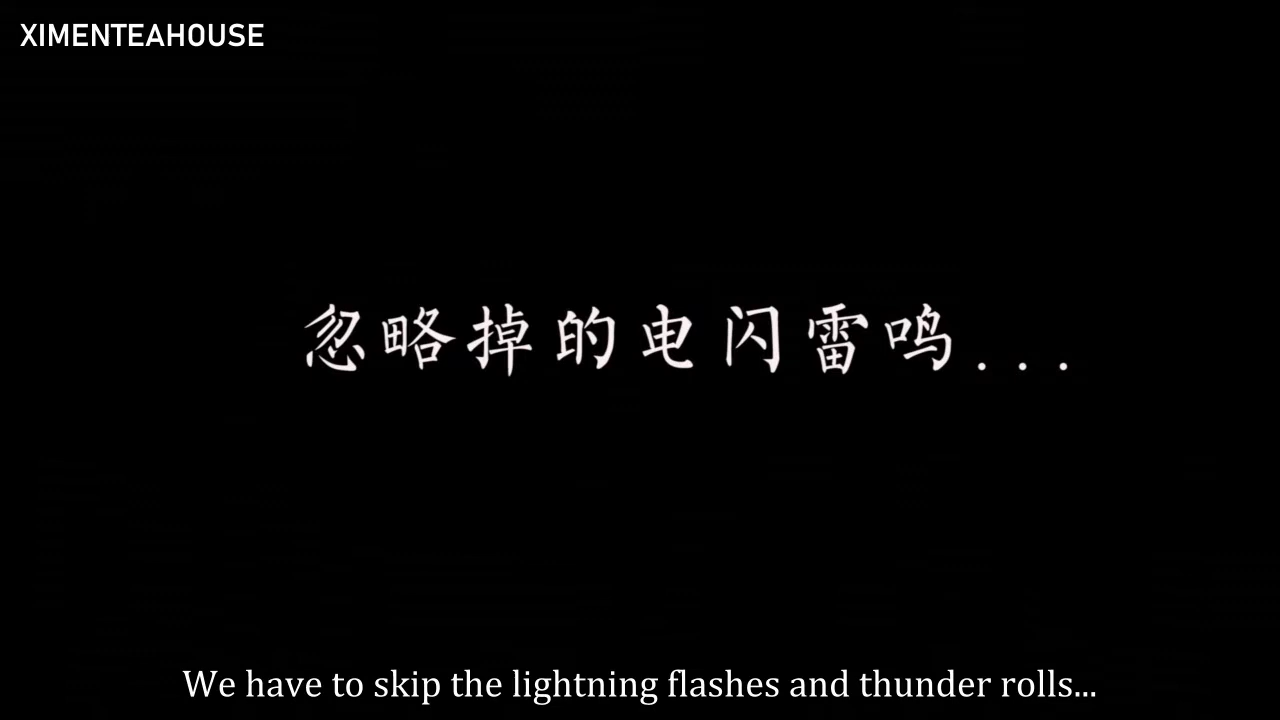 XIMENTEAHOUSE
忽略掉的电闪雷鸣...
We have to skip the lightning flashes and thunder rolls...